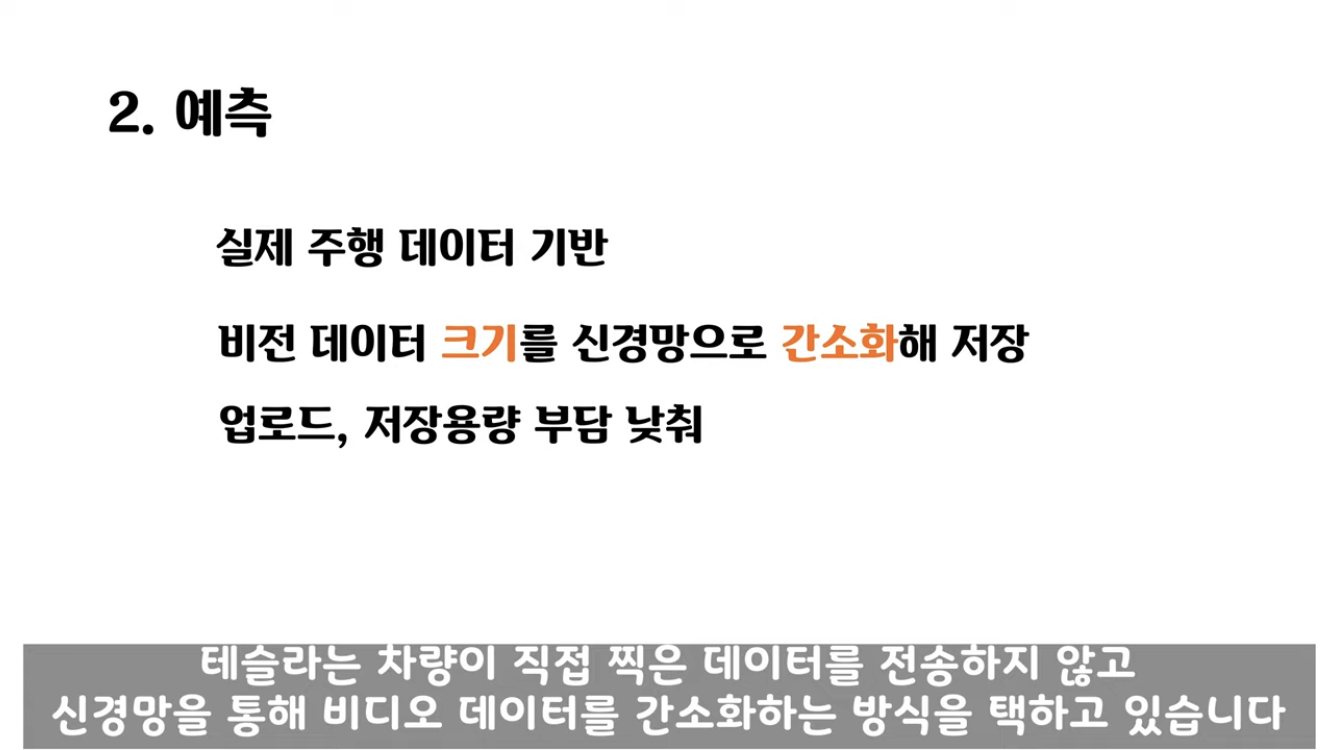 2. 예측
실제 주행 데이터 기반
비전 데이터 크기를 신경망으로 간소화해 저장
업로드, 저장용량 부담 낮춰
테슬라는 차량이 직접 찍은 데이터를 전송하지 않고
신경망을 통해 비디오 데이터를 간소화하는 방식을 택하고 있습니다